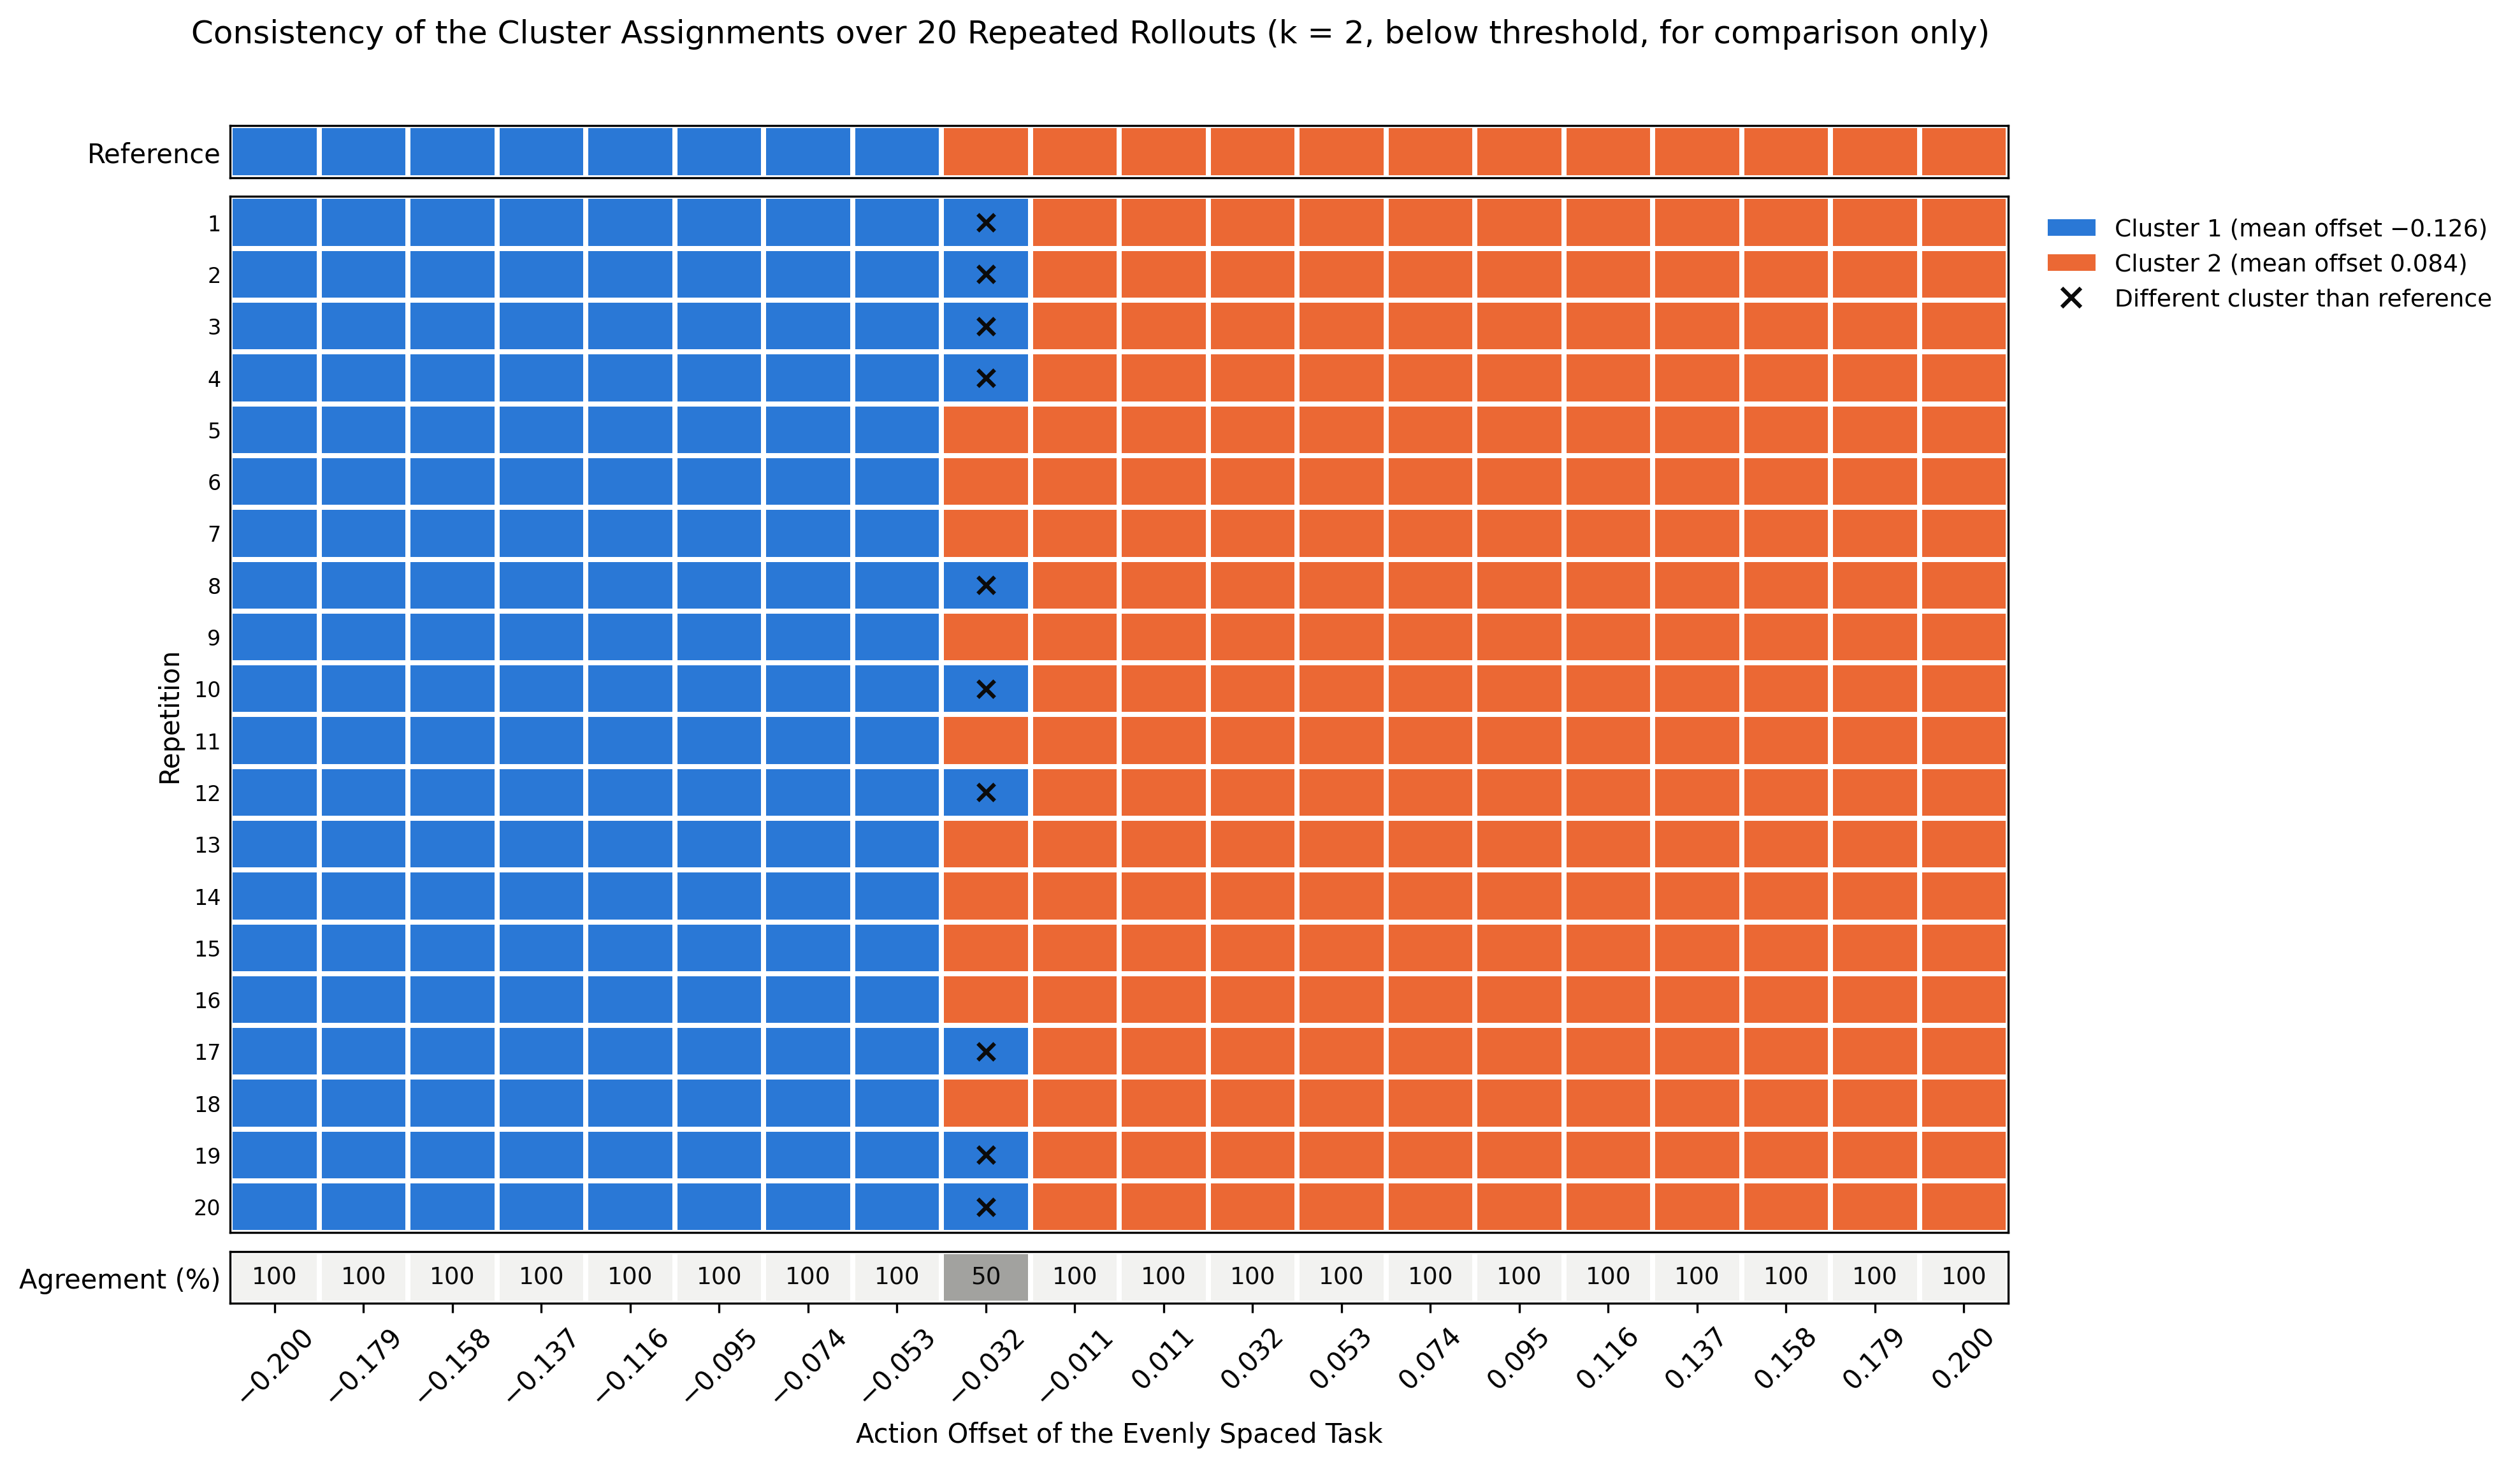 Consistency of the Cluster Assignments over 20 Repeated Rollouts (k = 2, below threshold, for comparison only)
Reference
Cluster 1 (mean offset −0.126)
Cluster 2 (mean offset 0.084)
Different cluster than reference
Repetition
1
2
3
4
5
6
7
8
9
10
11
12
13
14
15
16
17
18
19
20
Agreement (%) 100 100 100 100 100 100 100 100 50 100 100 100 100 100 100 100 100 100 100 100
−0.200 −0.179 −0.158 −0.137 −0.116 −0.095 −0.074 −0.053 −0.032 −0.011 0.011 0.032 0.053 0.074 0.095 0.116 0.137 0.158 0.179 0.200
Action Offset of the Evenly Spaced Task